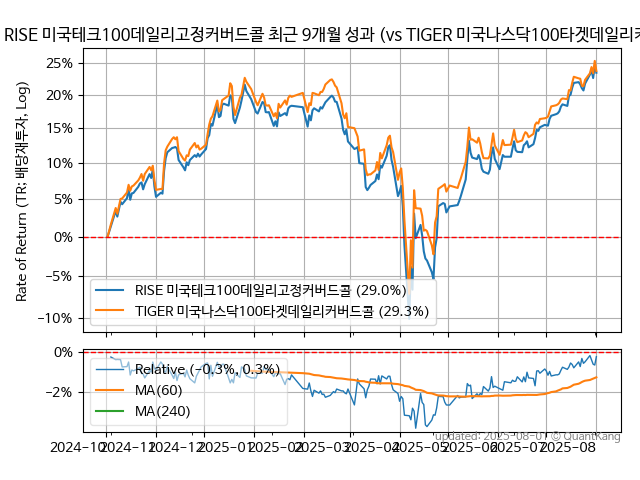 RISE 미국테크100데일리고정커버드콜 최근 9개월 성과 (vs TIGER 미국나스닥100타겟데일리커
Rate of Return (TR: 배당재투자, Log)
25%
20%
15%
10%
5%
0%
−5%
−10%
RISE 미국테크100데일리고정커버드콜 (29.0%)
TIGER 미국나스닥100타겟데일리커버드콜 (29.3%)
0%
−2%
Relative (−0.3%, 0.3%)
MA(60)
MA(240)
2024-10 2024-11 2024-12 2025-01 2025-02 2025-03 2025-04 2025-05 2025-06 2025-07 2025-08
updated: 2025-08-01 © QuantKang